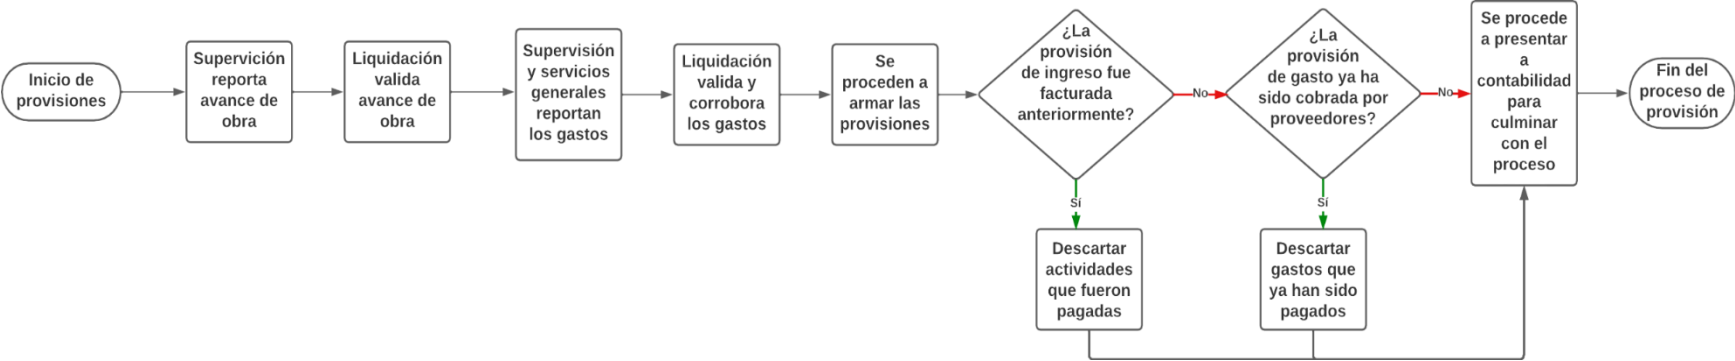 Inicio de
provisiones
Supervición
reporta
avance de
obra
Liquidación
valida
avance de
obra
Supervisión
y servicios
generales
reportan
los gastos
Liquidación
valida y
corrobora
los gastos
Se
proceden a
armar las
provisiones
¿La
provisión
de ingreso fue
facturada
anteriormente?
No
Sí
Descartar
actividades
que fueron
pagadas
¿La
provisión
de gasto ya ha
sido cobrada por
proveedores?
No
Sí
Descartar
gastos que
ya han sido
pagados
Se procede
a presentar
a
contabilidad
para
culminar
con el
proceso
Fin del
proceso de
provisión